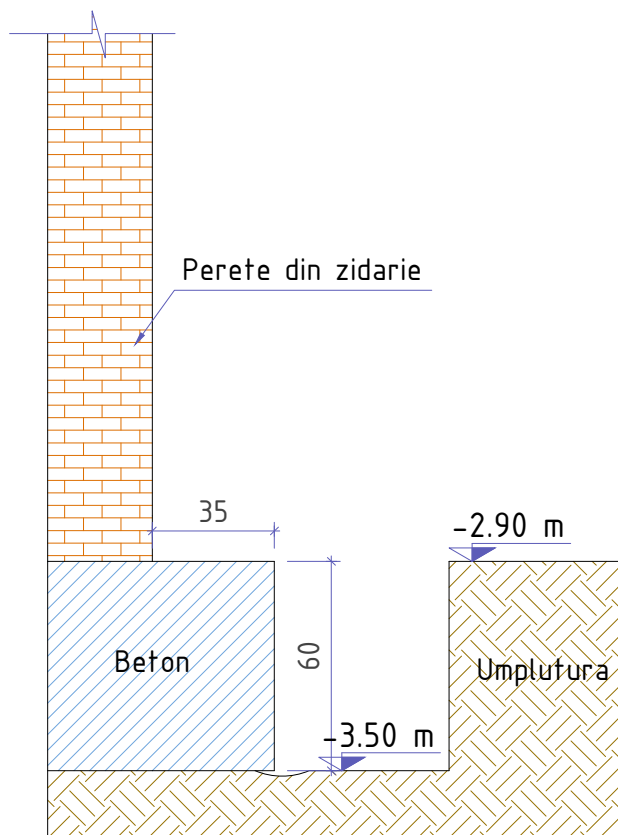 Perete din zidarie
35
-2.90 m
Beton
60
Umplutura
-3.50 m